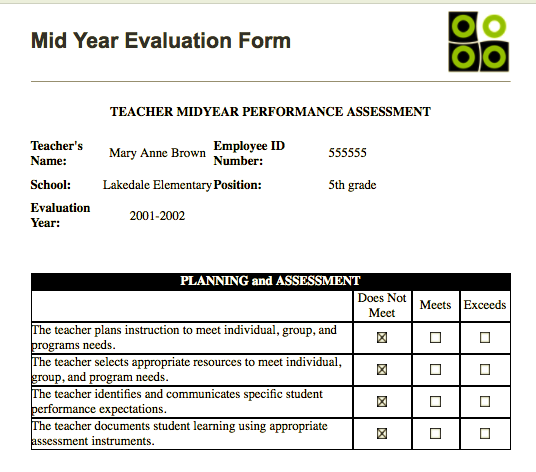 Mid Year Evaluation Form
TEACHER MIDYEAR PERFORMANCE ASSESSMENT
Teacher's Name: Mary Anne Brown Employee ID Number: 555555
School: Lakedale Elementary Position: 5th grade
Evaluation Year: 2001-2002
PLANNING and ASSESSMENT
Does Not Meet Meets Exceeds
The teacher plans instruction to meet individual, group, and
programs needs.
The teacher selects appropriate resources to meet individual,
group, and program needs.
The teacher identifies and communicates specific student
performance expectations.
The teacher documents student learning using appropriate
assessment instruments.